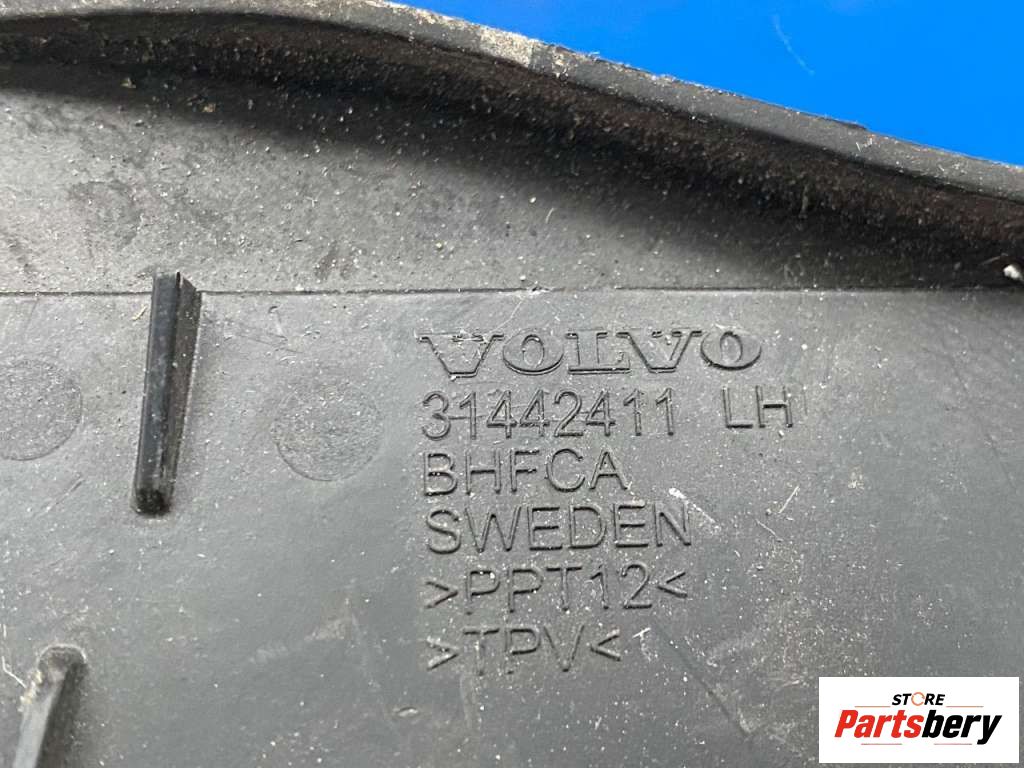 VOLVO
31442411 LH
BHFCA
SWEDEN
>PPT12<
>TPV<
STORE
Partsbery